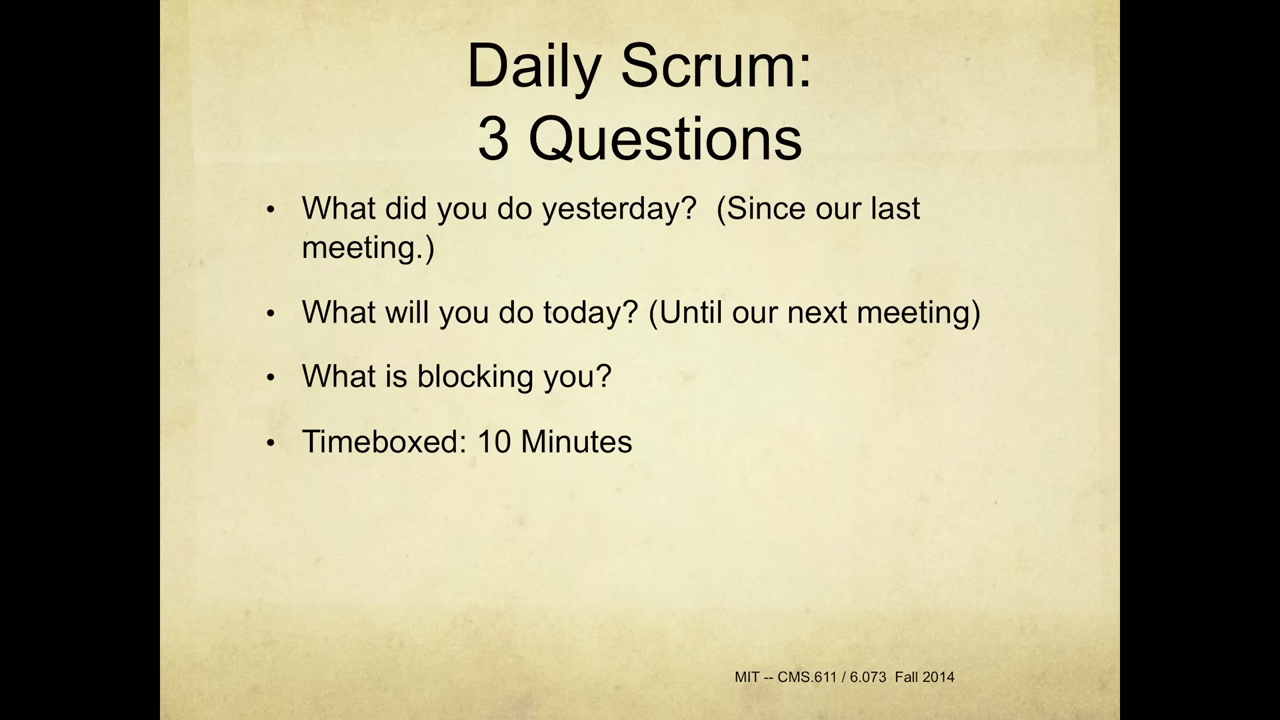 Daily Scrum:
3 Questions
• What did you do yesterday?  (Since our last
meeting.)
• What will you do today? (Until our next meeting)
• What is blocking you?
• Timeboxed: 10 Minutes
MIT -- CMS.611 / 6.073  Fall 2014